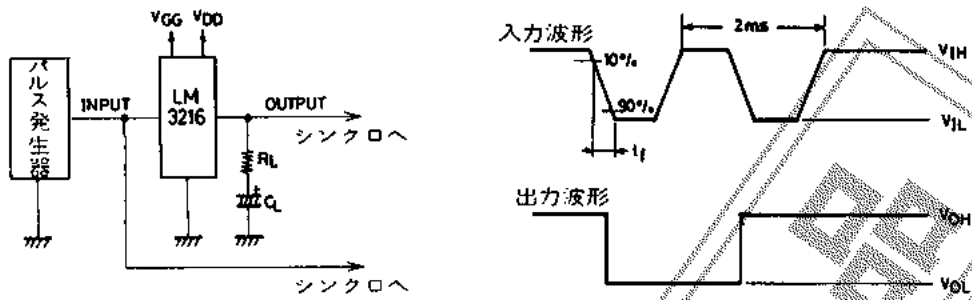 VGG VDD
パルス発生器
INPUT
LM
3216
OUTPUT
シンクロへ
RL
+
CL
シンクロへ
入力波形
2ms
VIH
10%
90%
VIL
tf
出力波形
VOH
VOL